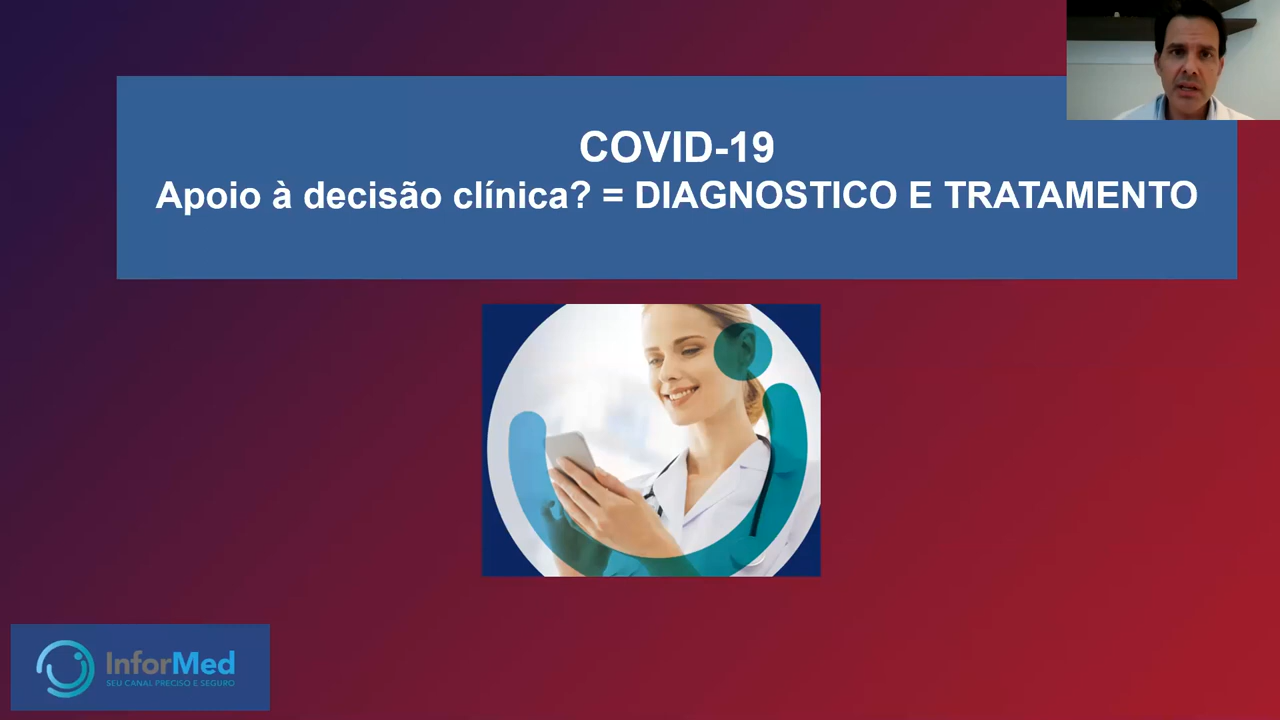 COVID-19
Apoio à decisão clínica? = DIAGNOSTICO E TRATAMENTO
InforMed
SEU CANAL PRECISO E SEGURO